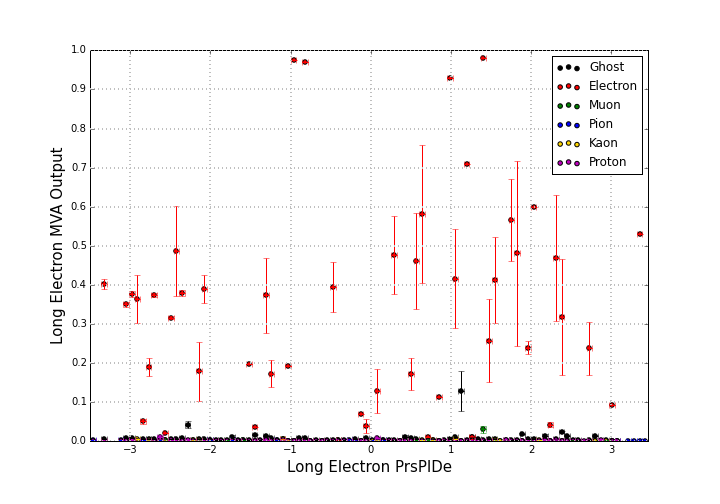 1.0
0.9
0.8
0.7
0.6
0.5
0.4
0.3
0.2
0.1
0.0
Long Electron MVA Output
Ghost
Electron
Muon
Pion
Kaon
Proton
−3 −2 −1 0 1 2 3
Long Electron PrsPIDe